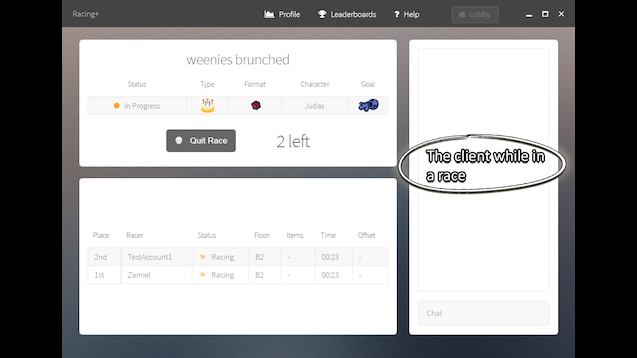 Racing+
Profile
Leaderboards
? Help
Lobby
weenies brunched
Status Type Format Character Goal
In Progress Judas
Quit Race
2 left
Place Racer Status Floor Items Time Offset
2nd TestAccount1 » Racing B2 - 00:23 -
1st Zamiel » Racing B2 - 00:23 -
The client while in
a race
Chat